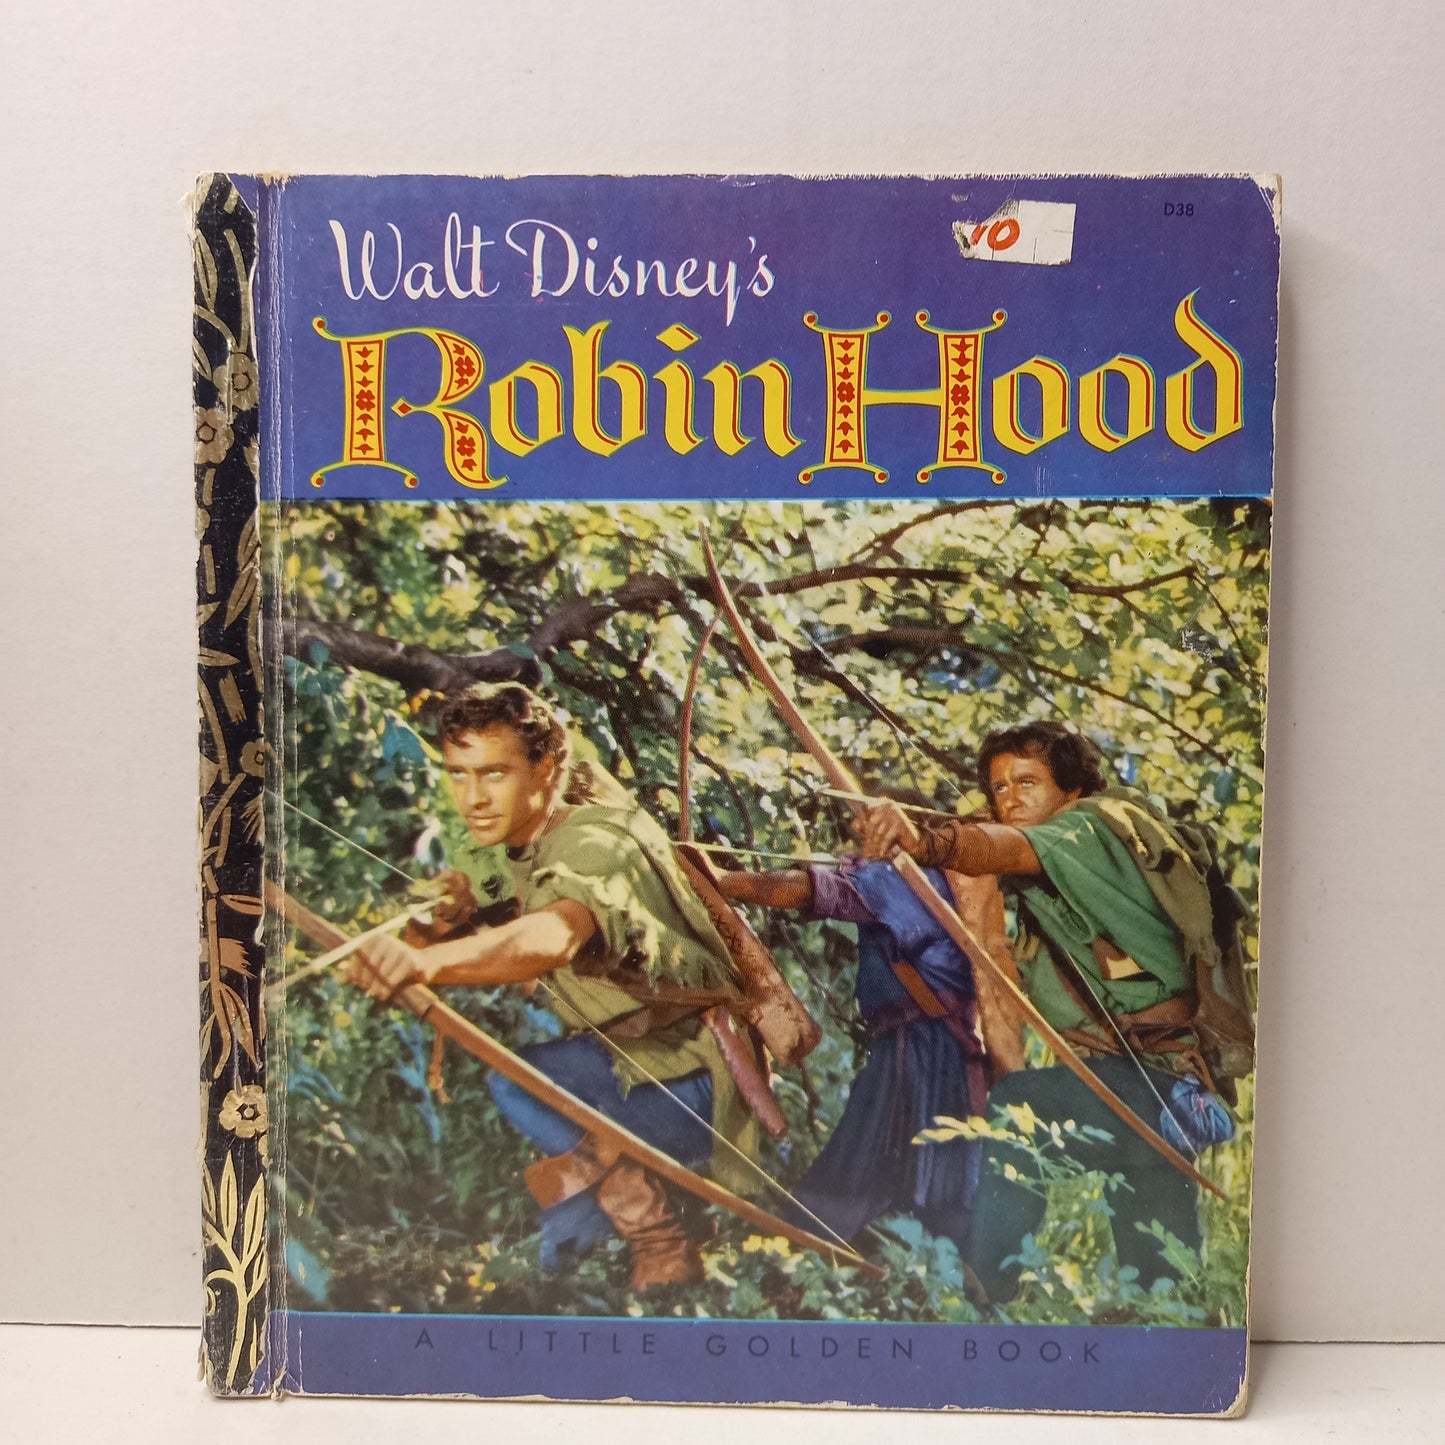 D38
10
Walt Disney's
Robin Hood
A LITTLE GOLDEN BOOK